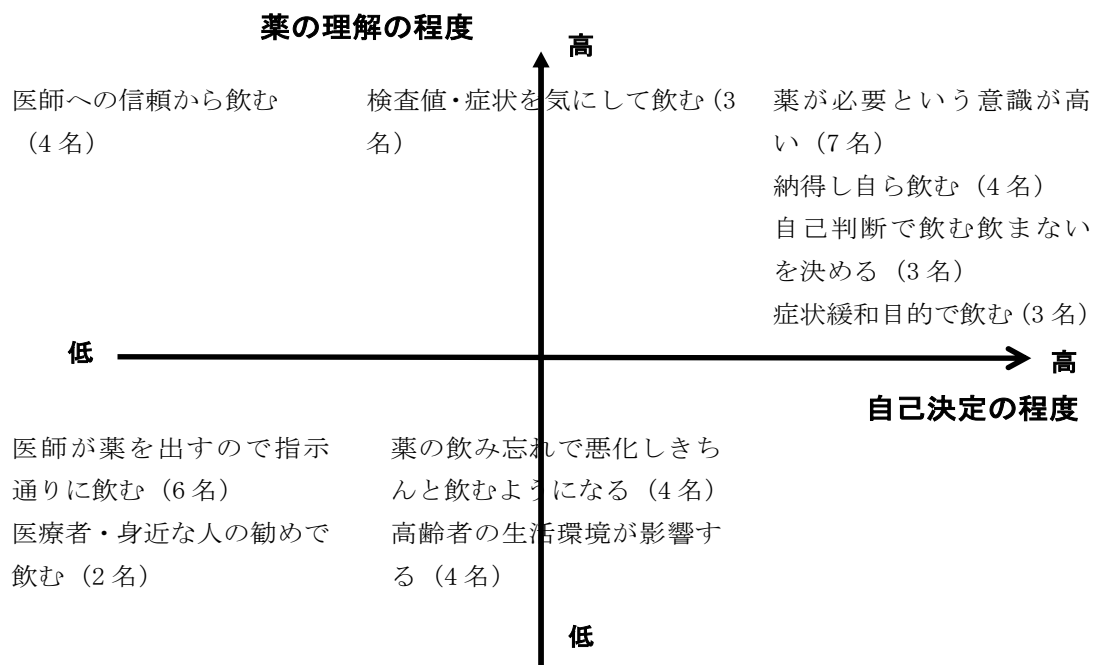 薬の理解の程度
高
医師への信頼から飲む
(4 名)
検査値・症状を気にして飲む(3
名)
薬が必要という意識が高
い(7 名)
納得し自ら飲む(4 名)
自己判断で飲む飲まない
を決める(3 名)
症状緩和目的で飲む(3 名)
低
高
自己決定の程度
医師が薬を出すので指示
通りに飲む(6 名)
医療者・身近な人の勧めで
飲む(2 名)
薬の飲み忘れで悪化しきち
んと飲むようになる(4 名)
高齢者の生活環境が影響す
る(4 名)
低